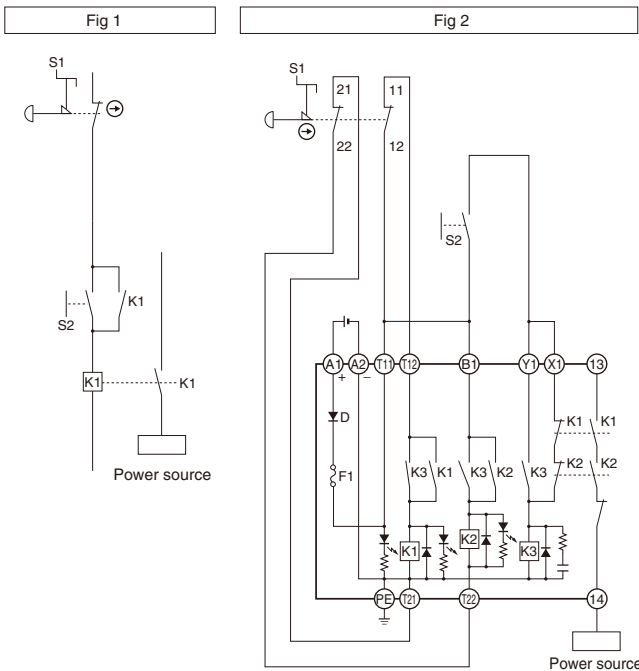 Fig 1
Fig 2
S1
K1
S2
K1
K1
Power source
S1
21
11
22
12
S2
A1
A2
T11
T12
B1
Y1
X1
13
+
−
D
K1
K1
K2
K2
F1
K3
K1
K3
K2
K3
K1
K2
K3
PE
T21
T22
14
Power source